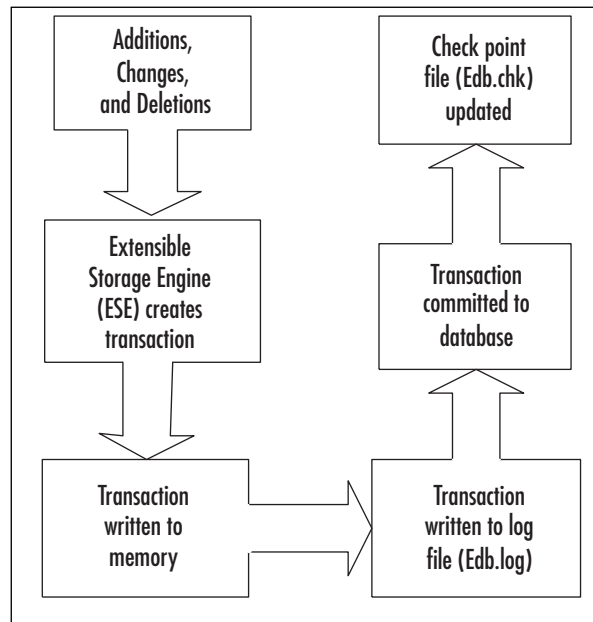 Additions,
Changes,
and Deletions
Extensible
Storage Engine
(ESE) creates
transaction
Transaction
written to
memory
Transaction
written to log
file (Edb.log)
Transaction
committed to
database
Check point
file (Edb.chk)
updated